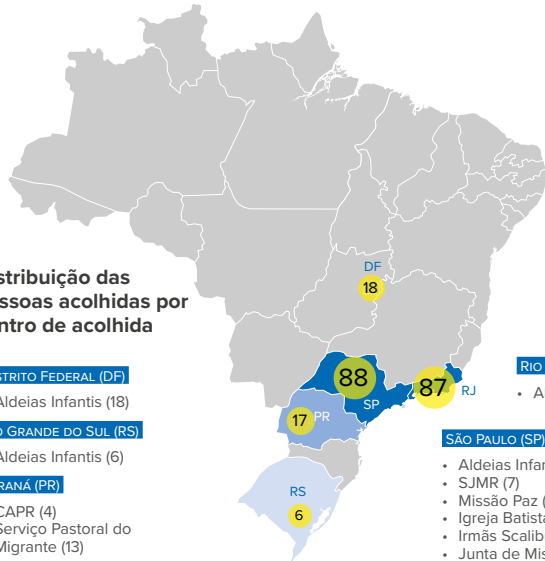 stribuição das
ssoas acolhidas por
ntro de acolhida
STRITO FEDERAL (DF)
Aldeias Infantis (18)
GRANDE DO SUL (RS)
Aldeias Infantis (6)
RANÁ (PR)
CAPR (4)
Serviço Pastoral do
Migrante (13)
DF
18
88
SP
87
RJ
17
PR
RS
6
RIO
• A
SÃO PAULO (SP)
• Aldeias Infan
• SJMR (7)
• Missão Paz (
• Igreja Batista
• Irmãs Scalib
• Junta de Mis